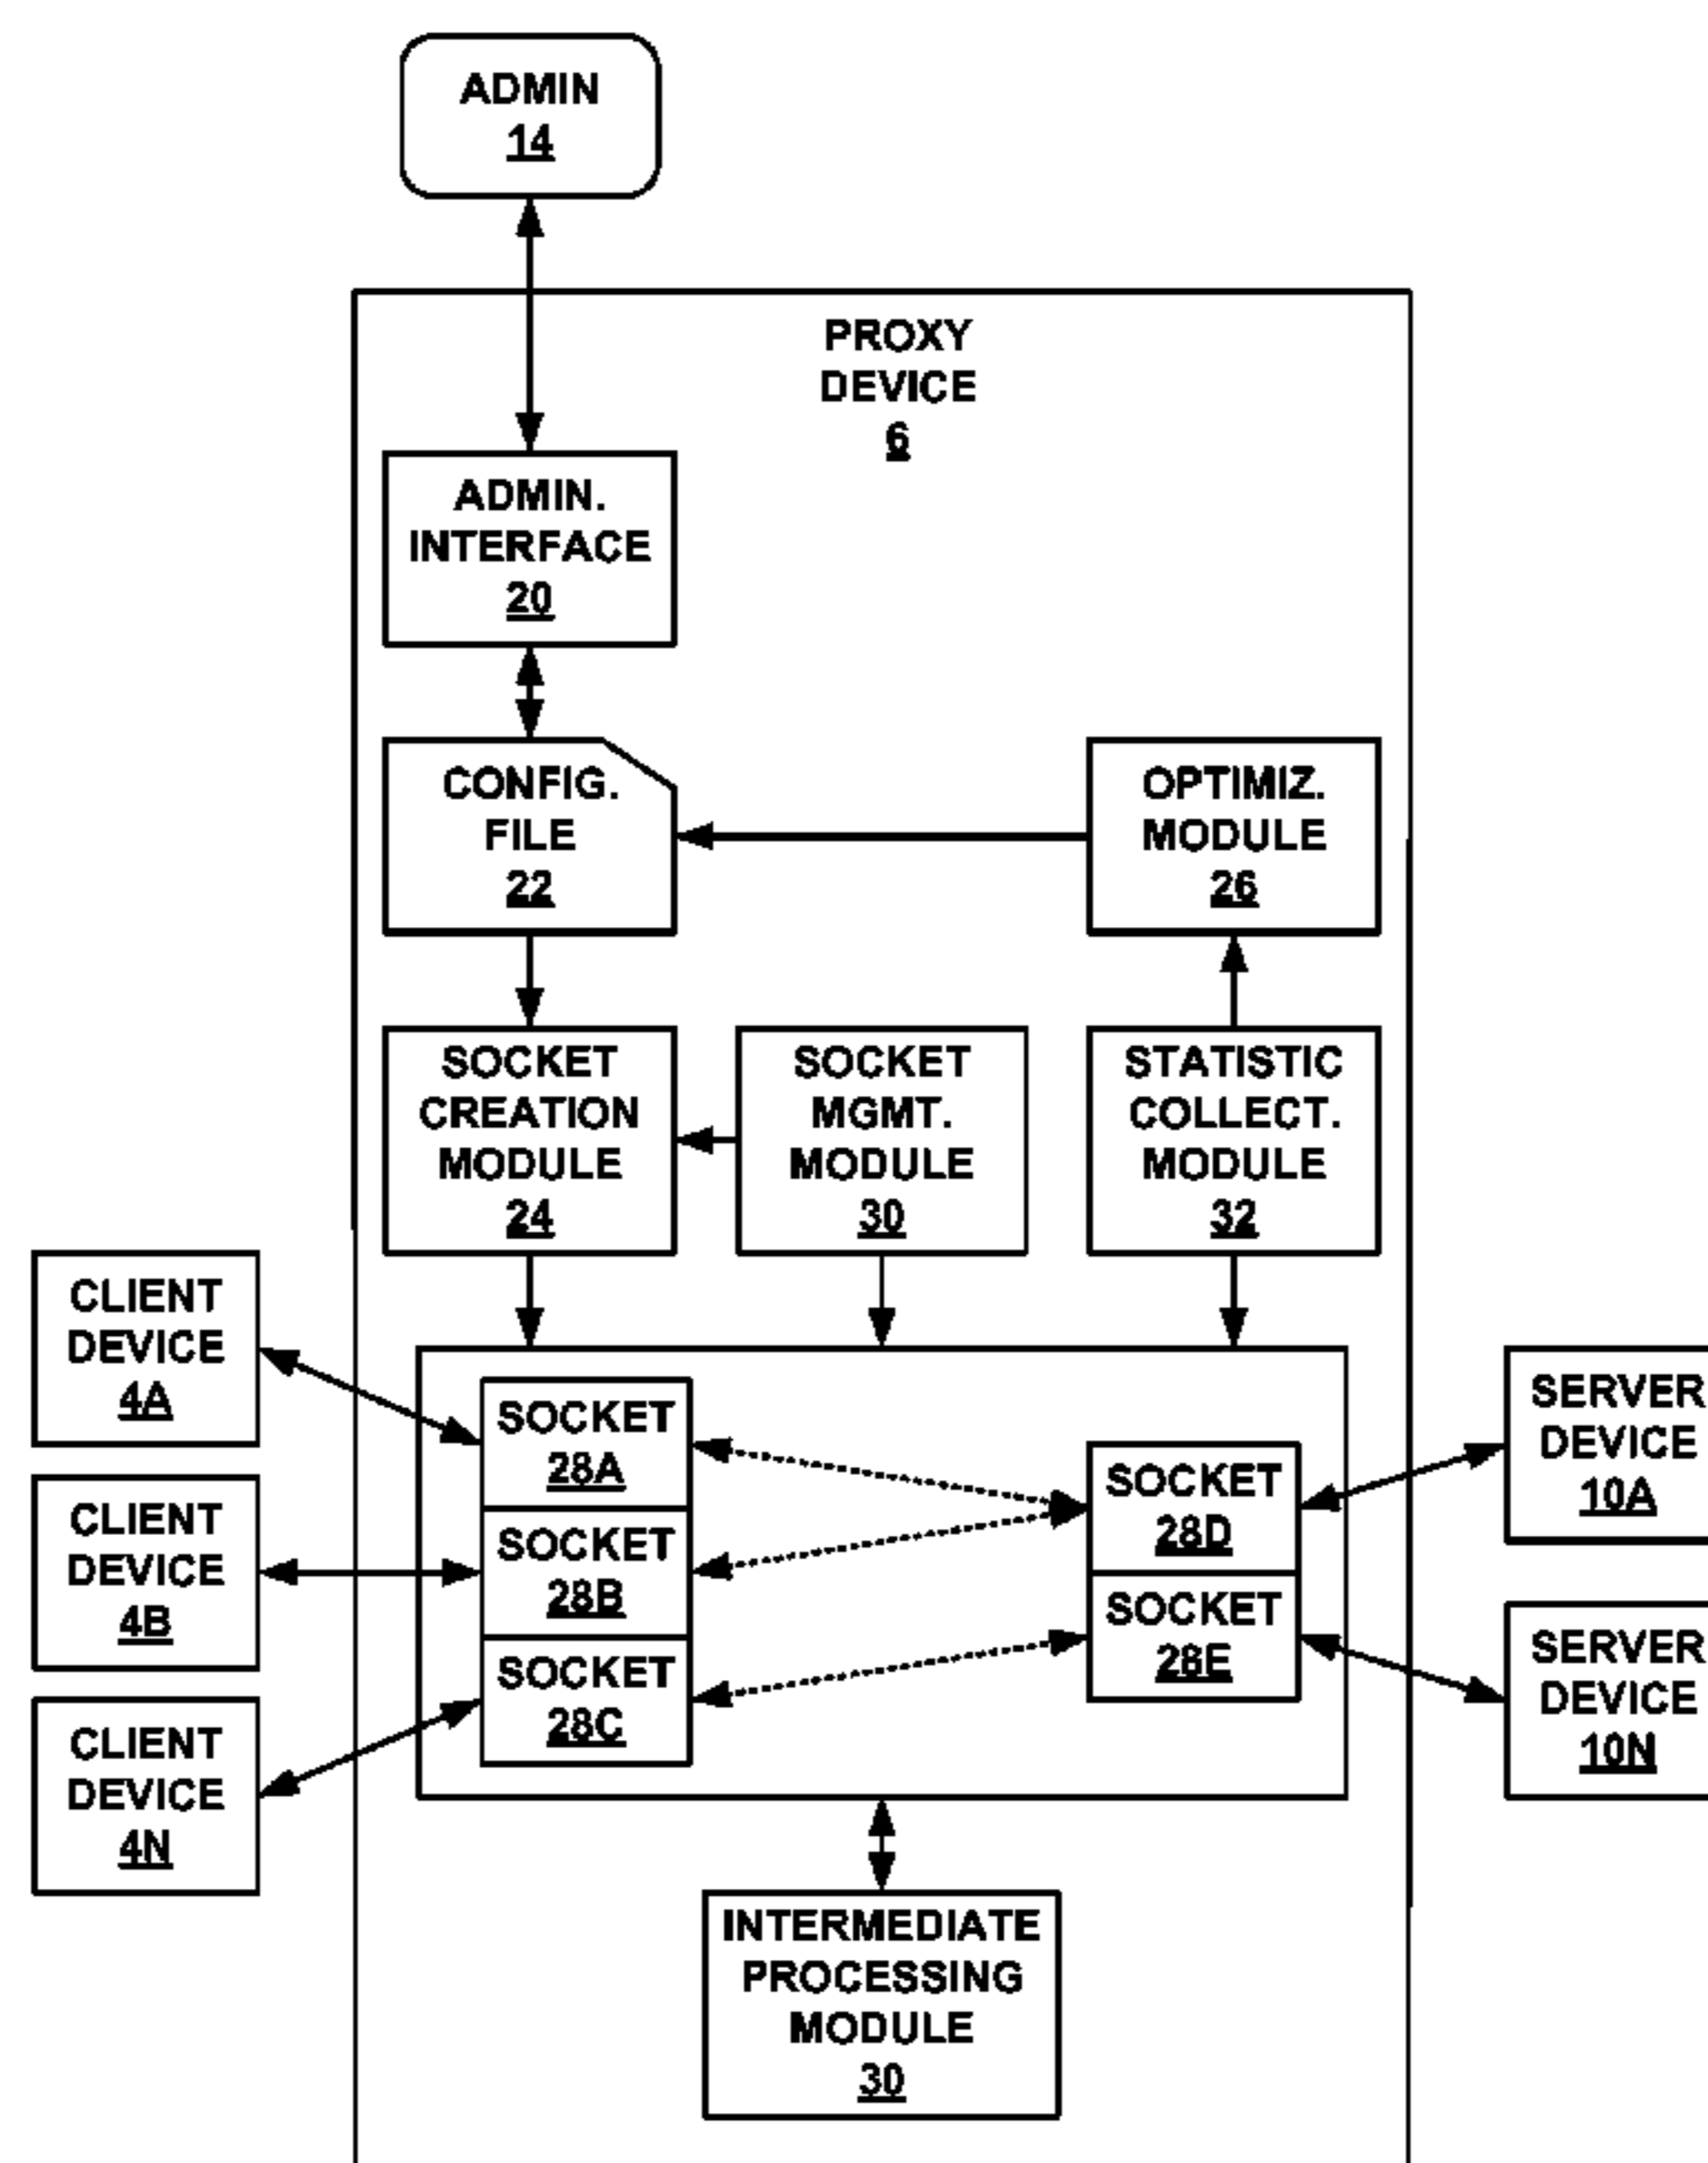 ADMIN
14
PROXY
DEVICE
6
ADMIN.
INTERFACE
20
CONFIG.
FILE
22
OPTIMIZ.
MODULE
26
SOCKET
CREATION
MODULE
24
SOCKET
MGMT.
MODULE
30
STATISTIC
COLLECT.
MODULE
32
CLIENT
DEVICE
4A
CLIENT
DEVICE
4B
CLIENT
DEVICE
4N
SOCKET
28A
SOCKET
28B
SOCKET
28C
SOCKET
28D
SOCKET
28E
SERVER
DEVICE
10A
SERVER
DEVICE
10N
INTERMEDIATE
PROCESSING
MODULE
30